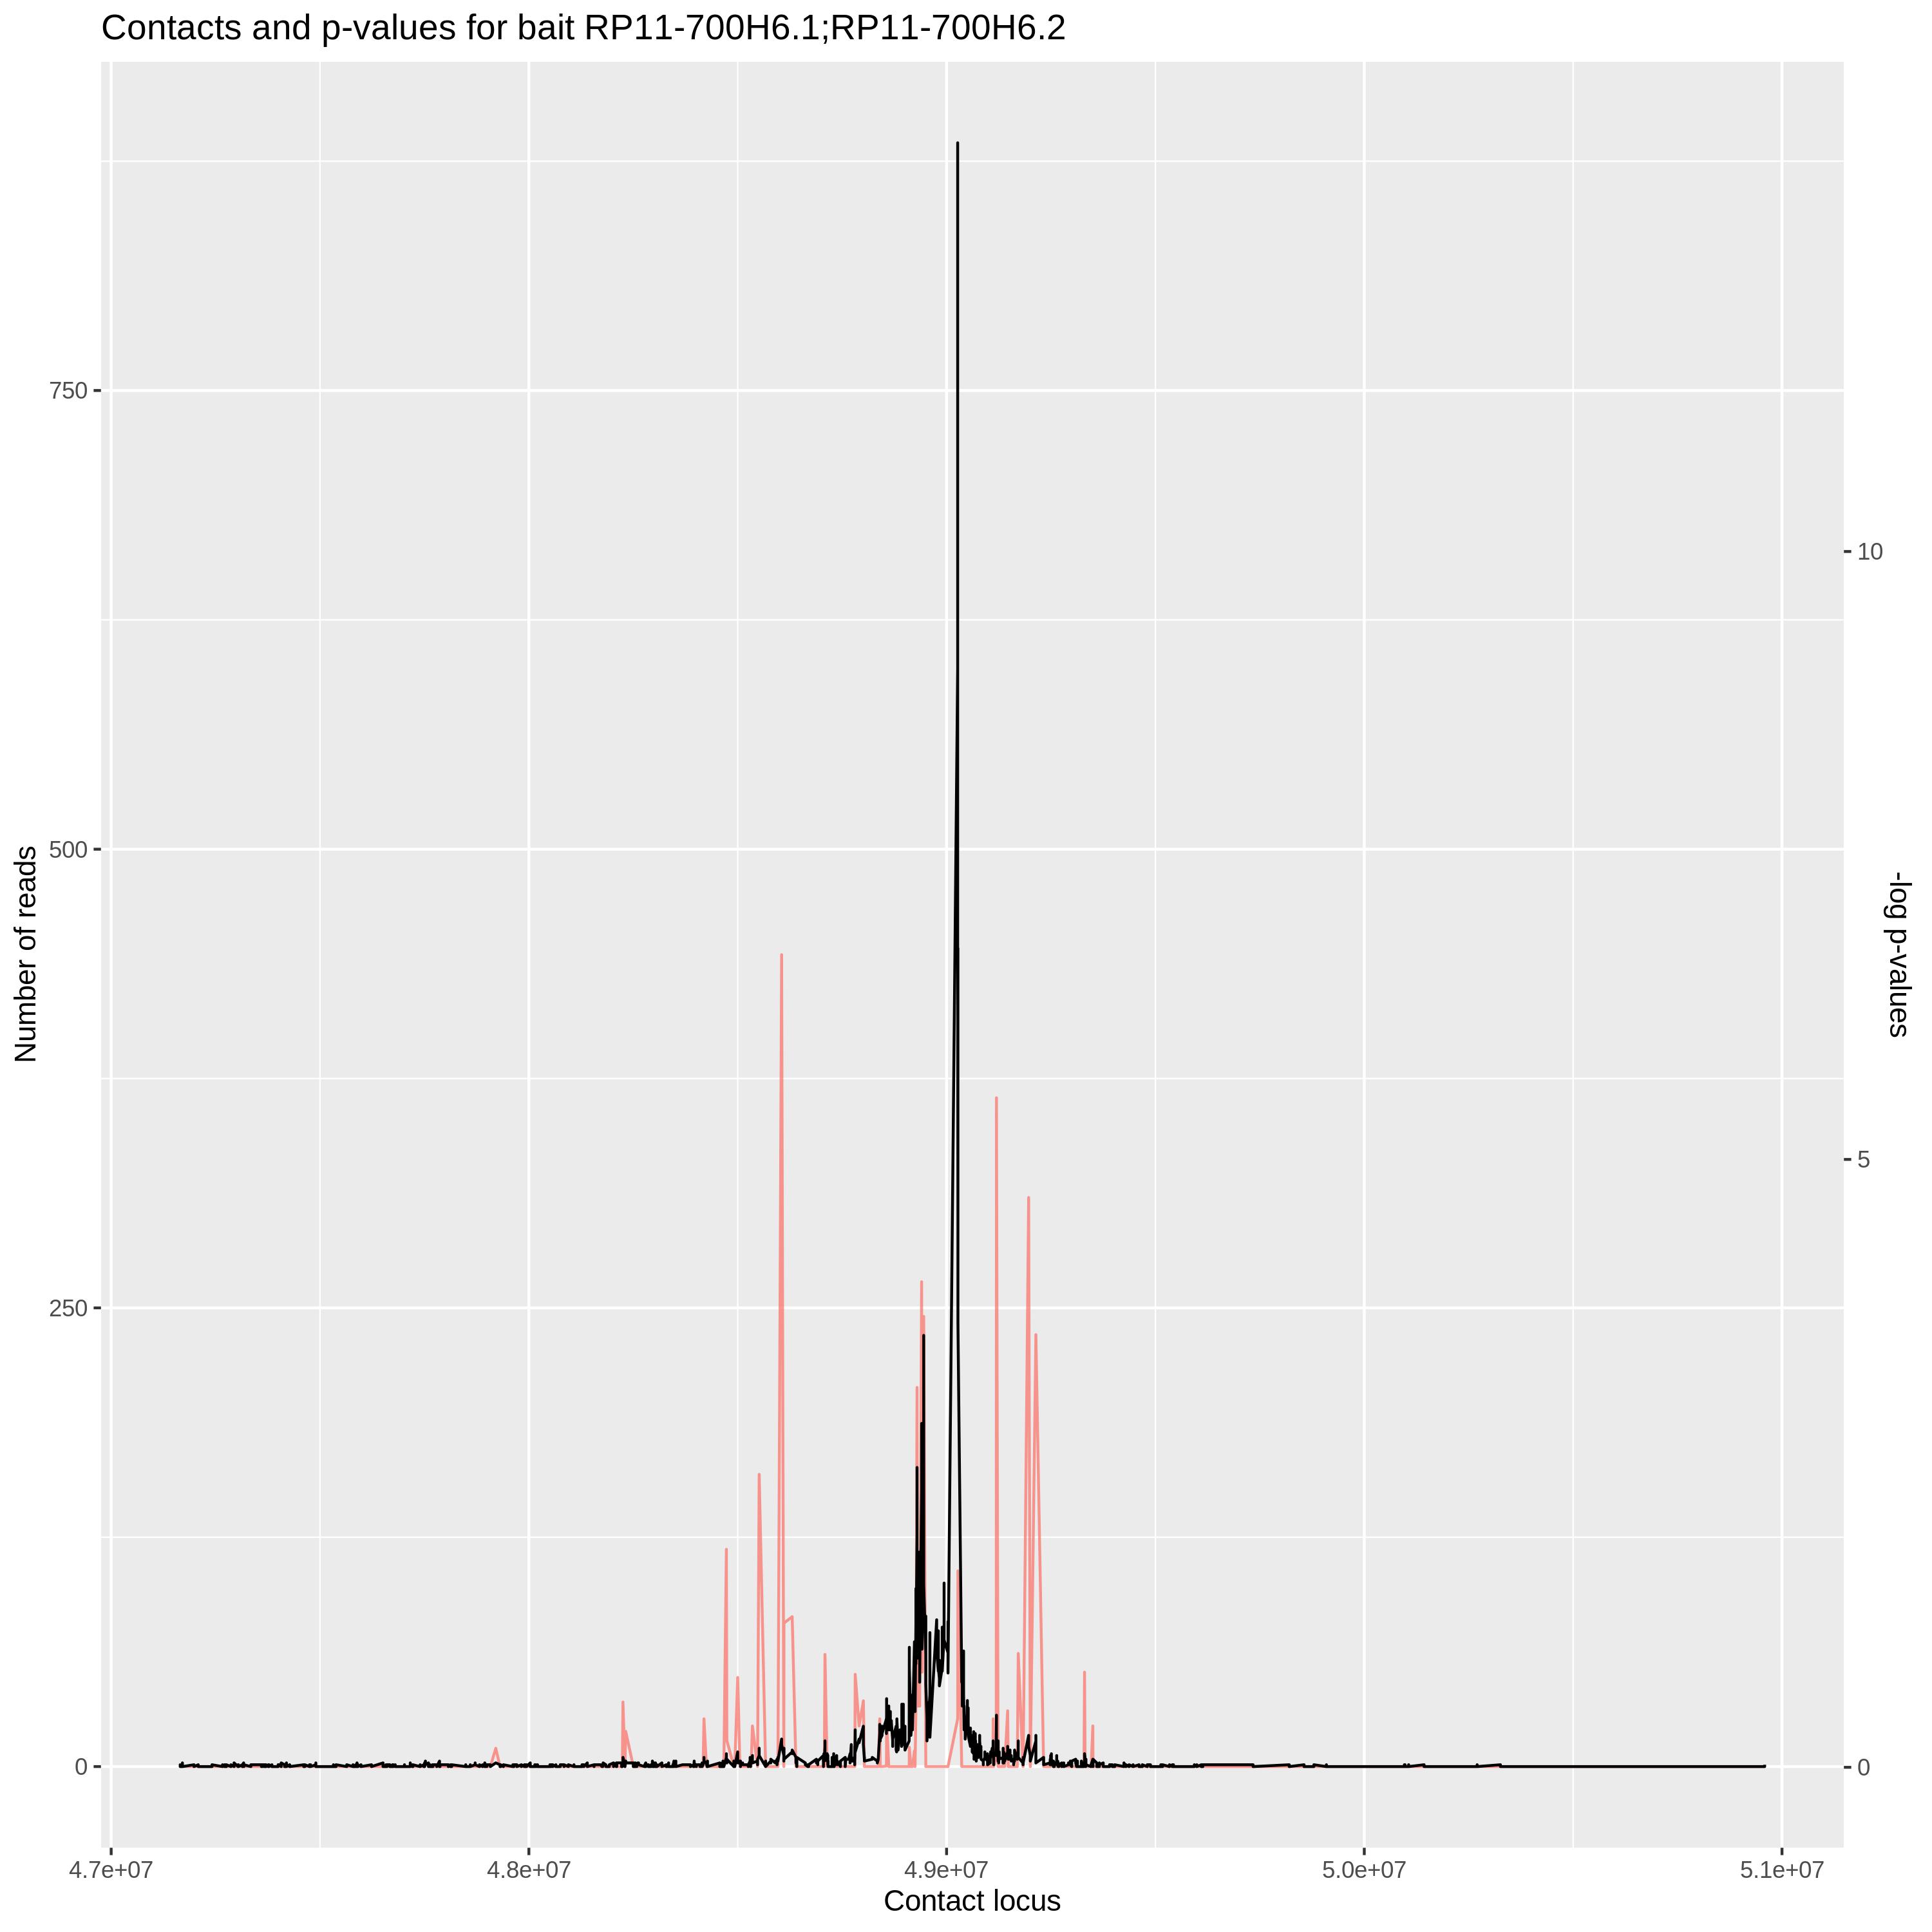 Contacts and p-values for bait RP11-700H6.1;RP11-700H6.2
Number of reads
750
500
250
0
10
5
0
-log p-values
4.7e+07 4.8e+07 4.9e+07 5.0e+07 5.1e+07
Contact locus